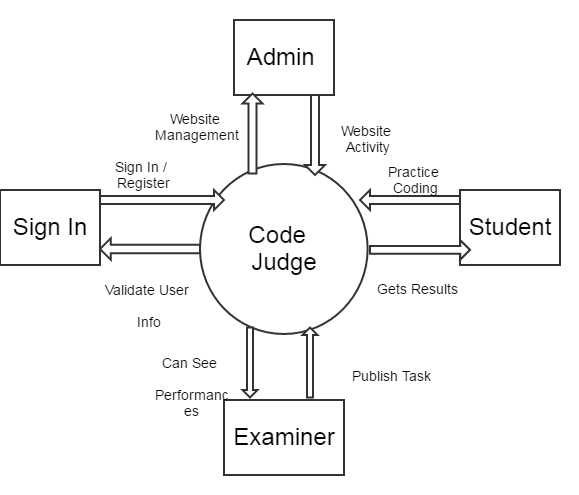 Admin
Website
Management
Website
Activity
Sign In /
Register
Practice
Coding
Sign In
Code
Judge
Student
Validate User
Info
Gets Results
Can See
Performanc
es
Publish Task
Examiner